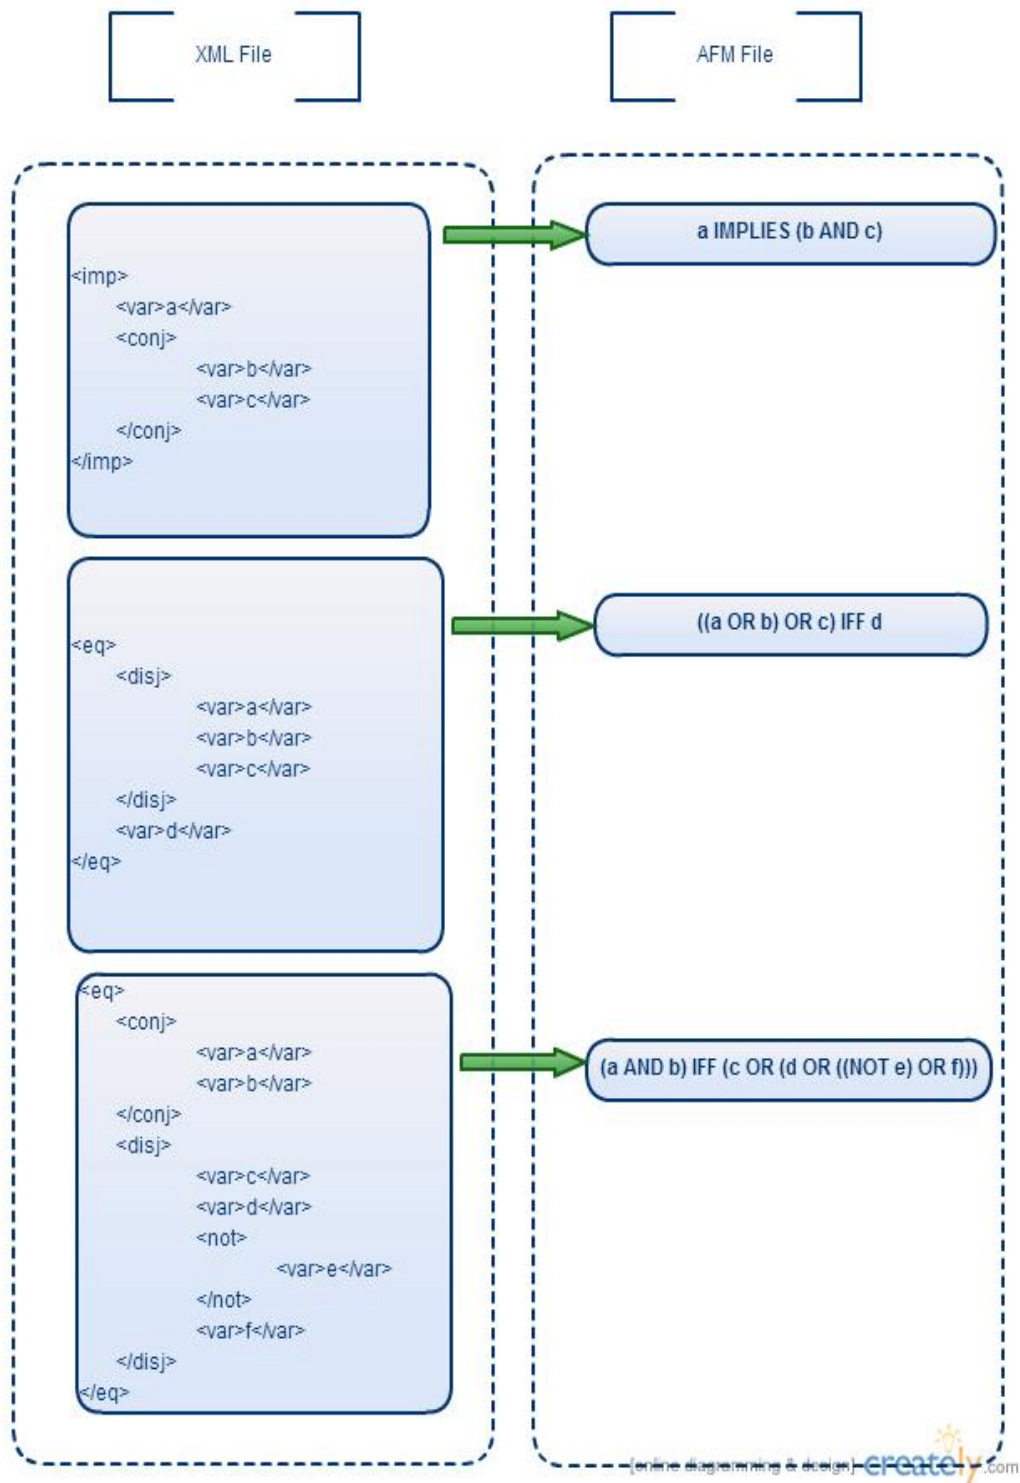 XML File
AFM File
<imp>
<var>a</var>
<conj>
<var>b</var>
<var>c</var>
</conj>
</imp>
a IMPLIES (b AND c)
<eq>
<disj>
<var>a</var>
<var>b</var>
<var>c</var>
</disj>
<var>d</var>
</eq>
((a OR b) OR c) IFF d
<eq>
<conj>
<var>a</var>
<var>b</var>
</conj>
<disj>
<var>c</var>
<var>d</var>
<not>
<var>e</var>
</not>
<var>f</var>
</disj>
</eq>
(a AND b) IFF (c OR (d OR ((NOT e) OR f)))
[online diagramming & design] creately.com